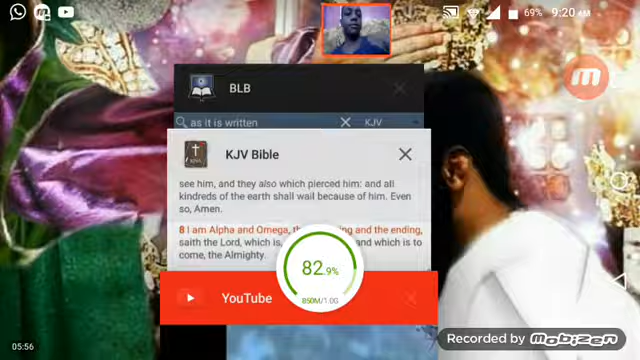 69% 9:20 AM
BLB
as it is written KJV
KJV Bible
see him, and they also which pierced him: and all
kindreds of the earth shall wail because of him. Even
so, Amen.
8 I am Alpha and Omega, the and the ending,
saith the Lord, which is, and which is to
come, the Almighty.
82.9%
850M/1.0G
YouTube
05:56
Recorded by Mobizen